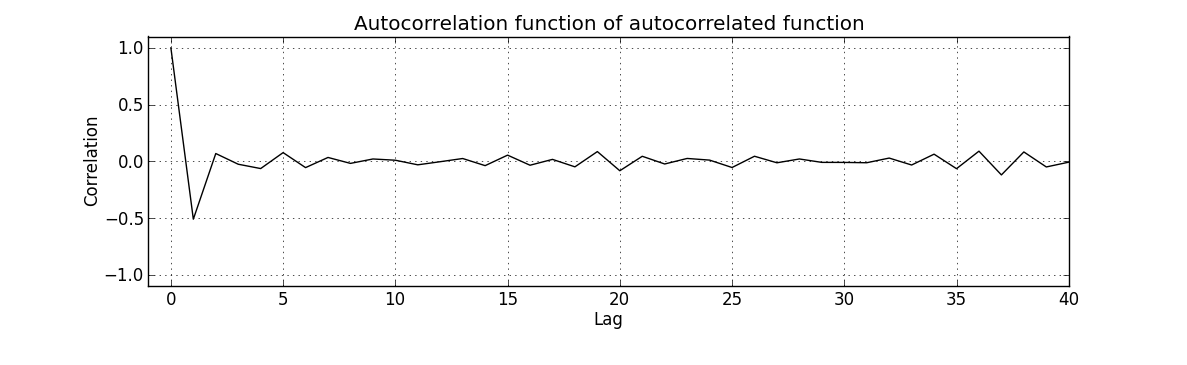 Autocorrelation function of autocorrelated function
1.0
0.5
0.0
−0.5
−1.0
Correlation
0 5 10 15 20 25 30 35 40
Lag